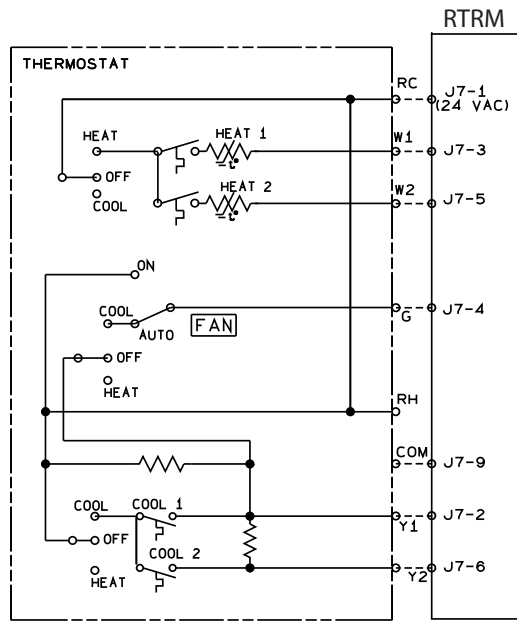 RTRM
THERMOSTAT
RC
J7-1
(24 VAC)
HEAT
HEAT 1
W1
J7-3
OFF
HEAT 2
W2
J7-5
COOL
-t°
-t°
ON
COOL
AUTO
FAN
G
J7-4
OFF
HEAT
RH
COM
J7-9
COOL
COOL 1
Y1
J7-2
OFF
COOL 2
HEAT
Y2
J7-6